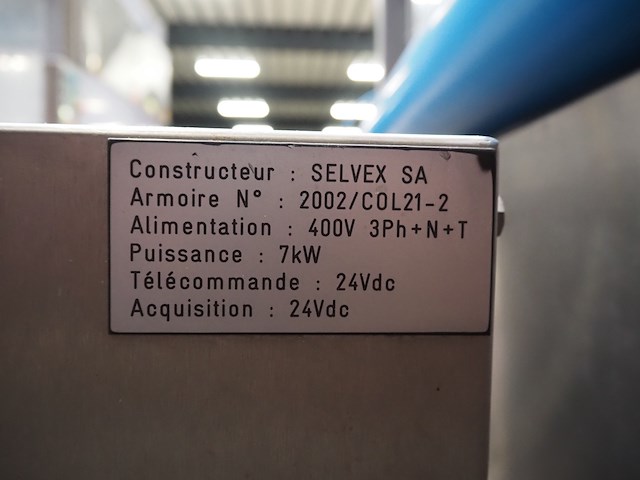 Constructeur : SELVEX SA
Armoire N° : 2002/COL21-2
Alimentation : 400V 3Ph+N+T
Puissance : 7kW
Télécommande : 24Vdc
Acquisition : 24Vdc